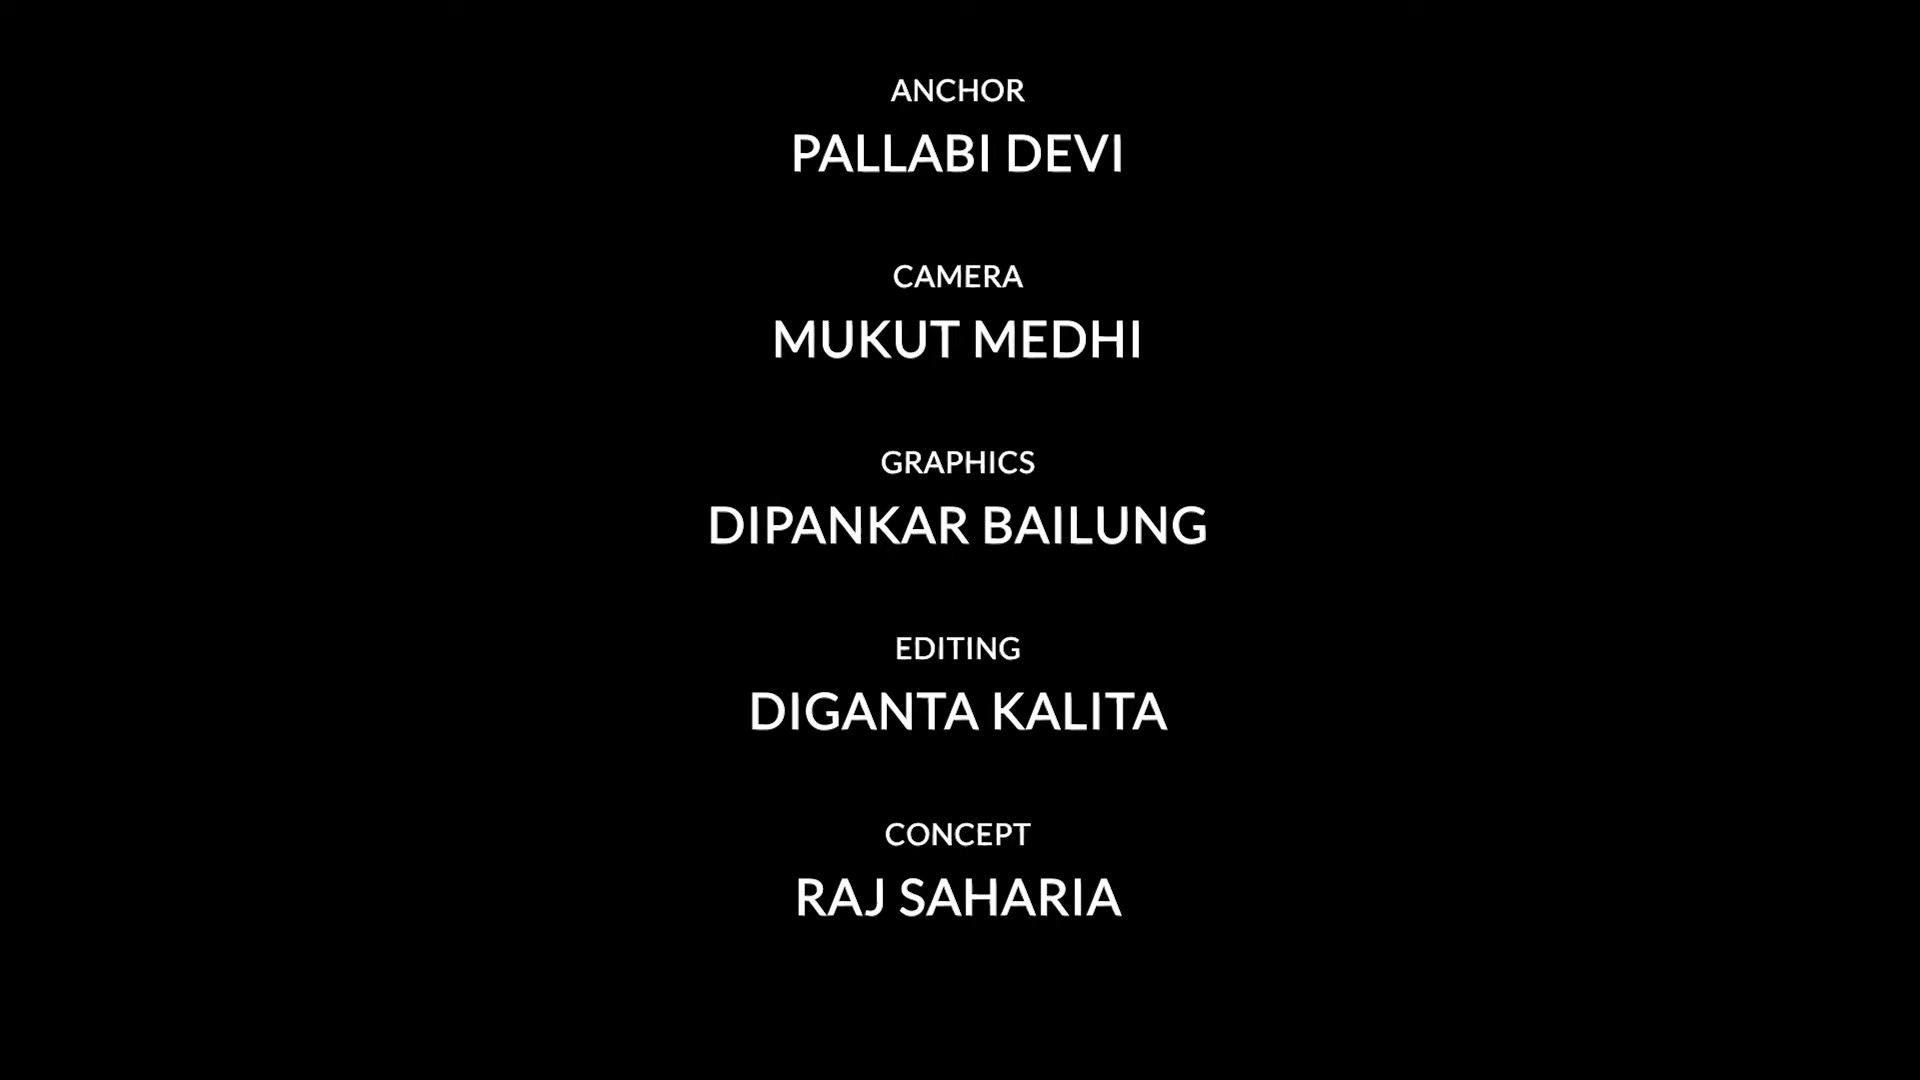 ANCHOR
PALLABI DEVI
CAMERA
MUKUT MEDHI
GRAPHICS
DIPANKAR BAILUNG
EDITING
DIGANTA KALITA
CONCEPT
RAJ SAHARIA